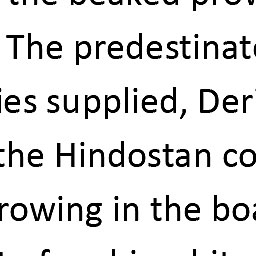 the beaked prow
The predestinate
ies supplied, Der
the Hindostan co
rowing in the boa